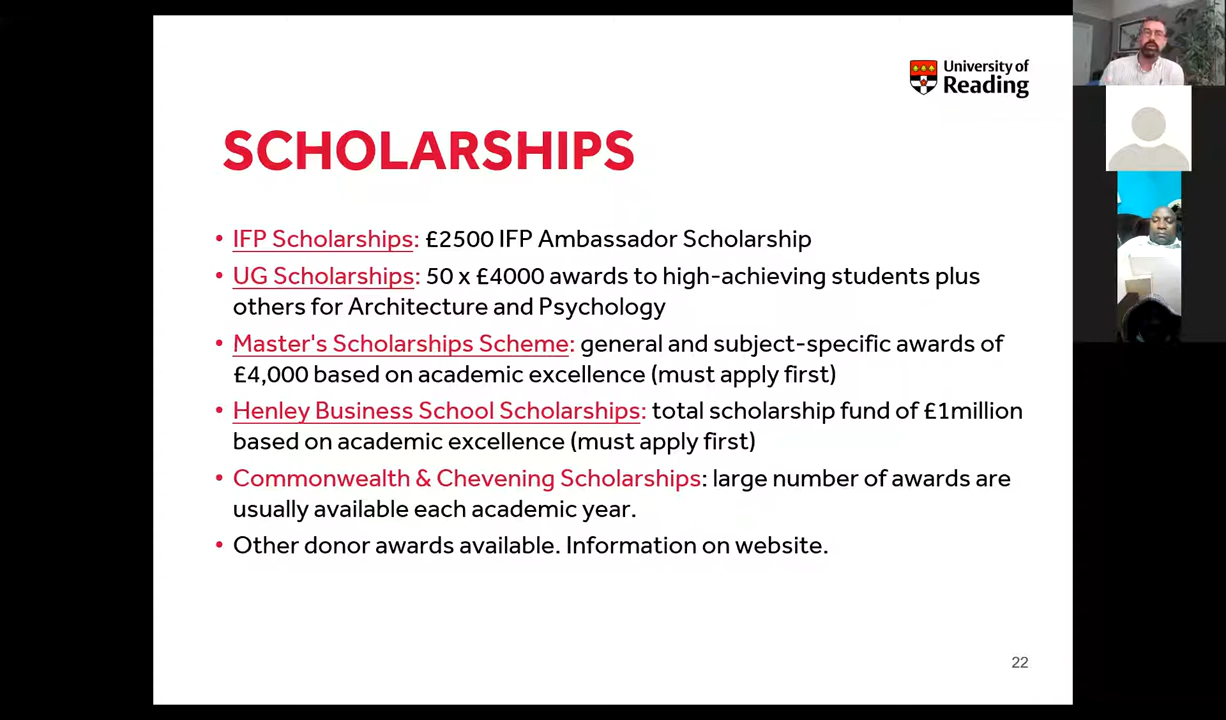 University of
Reading
SCHOLARSHIPS
• IFP Scholarships: £2500 IFP Ambassador Scholarship
• UG Scholarships: 50 x £4000 awards to high-achieving students plus
others for Architecture and Psychology
• Master's Scholarships Scheme: general and subject-specific awards of
£4,000 based on academic excellence (must apply first)
• Henley Business School Scholarships: total scholarship fund of £1million
based on academic excellence (must apply first)
• Commonwealth & Chevening Scholarships: large number of awards are
usually available each academic year.
• Other donor awards available. Information on website.
22